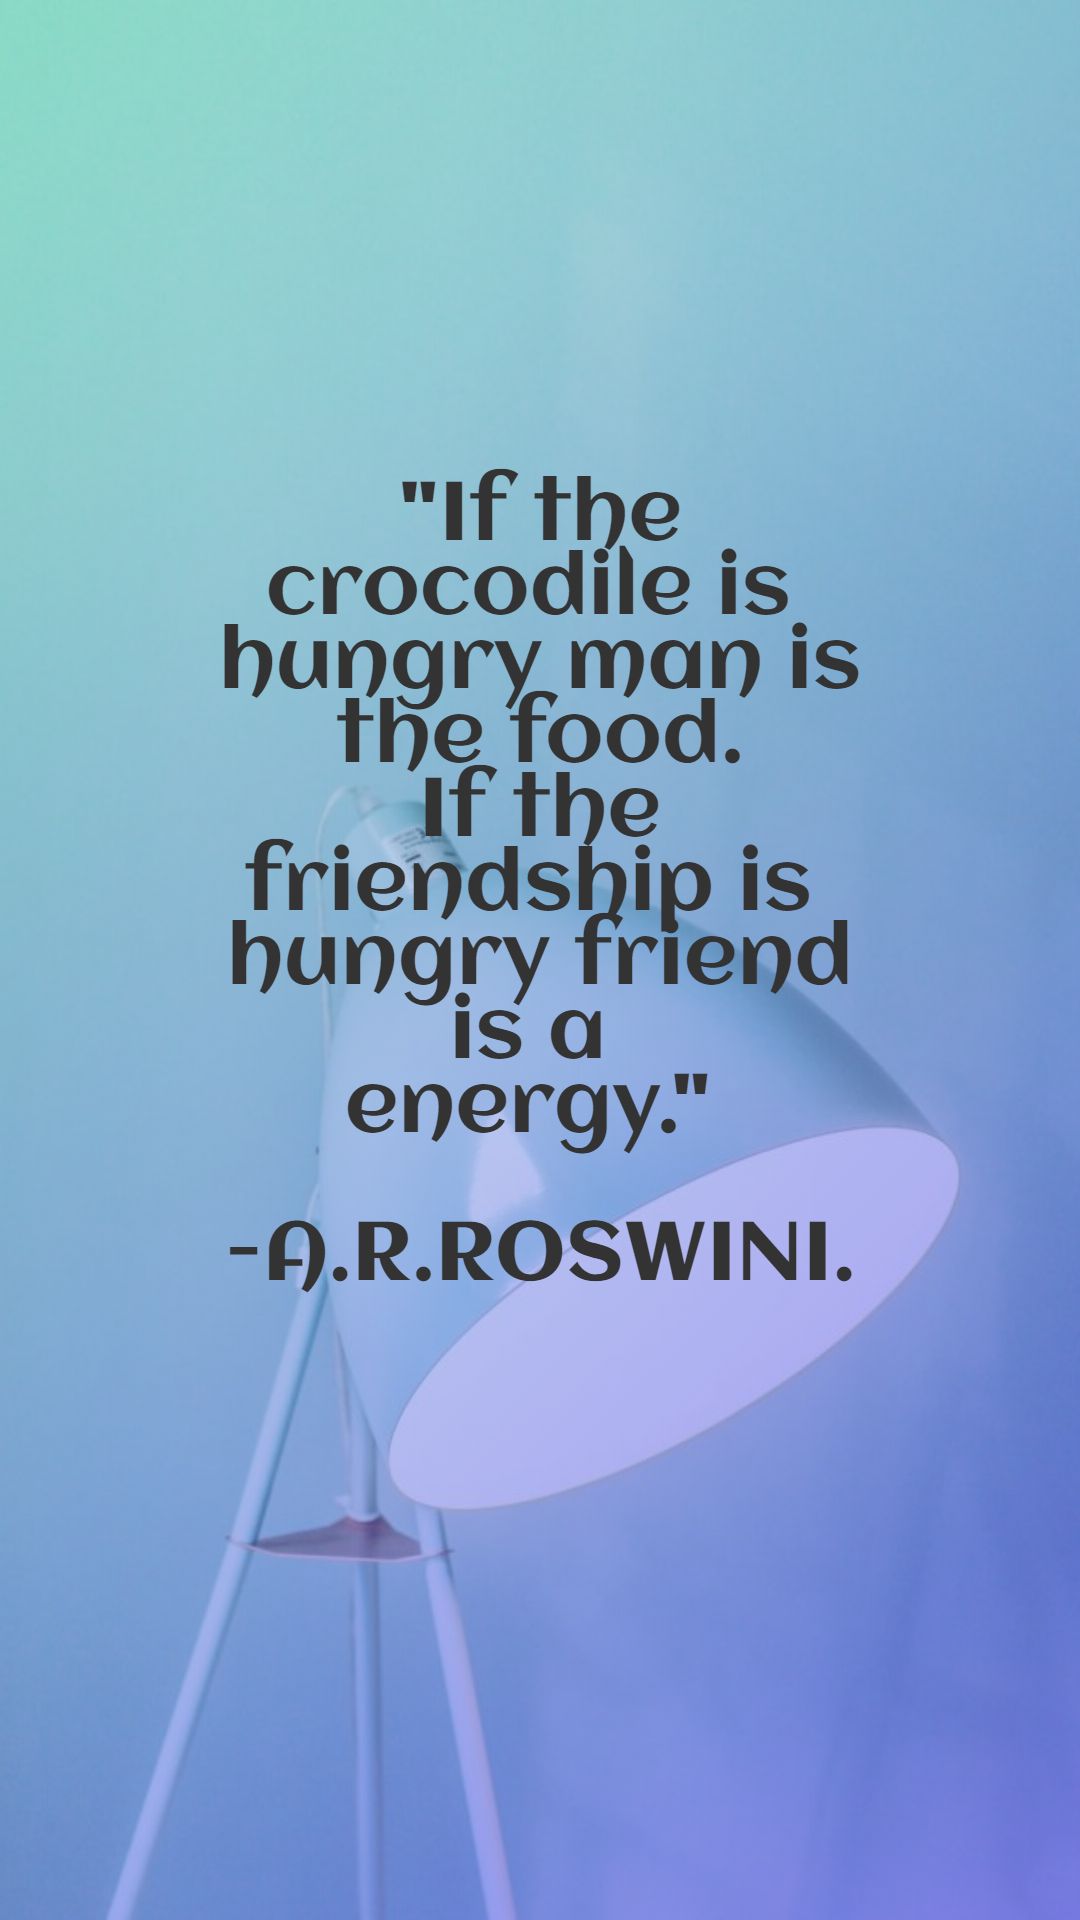 "If the
crocodile is
hungry man is
the food.
If the
friendship is
hungry friend
is a
energy."
-A.R.ROSWINI.